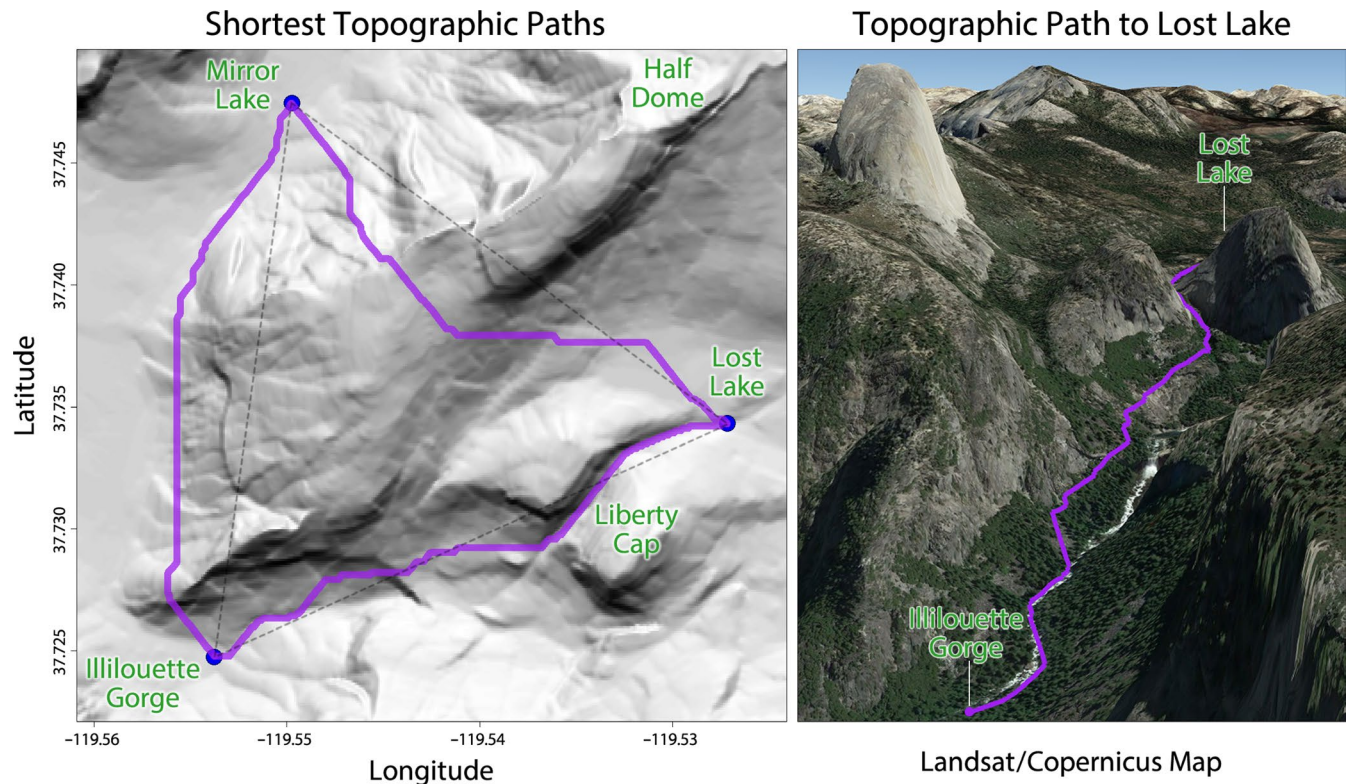 Shortest Topographic Paths
Mirror
Lake
Half
Dome
Lost
Lake
Liberty
Cap
Illilouette
Gorge
37.745
37.740
37.735
37.730
37.725
Latitude
−119.56
−119.55
−119.54
−119.53
Longitude
Topographic Path to Lost Lake
Lost
Lake
Illilouette
Gorge
Landsat/Copernicus Map